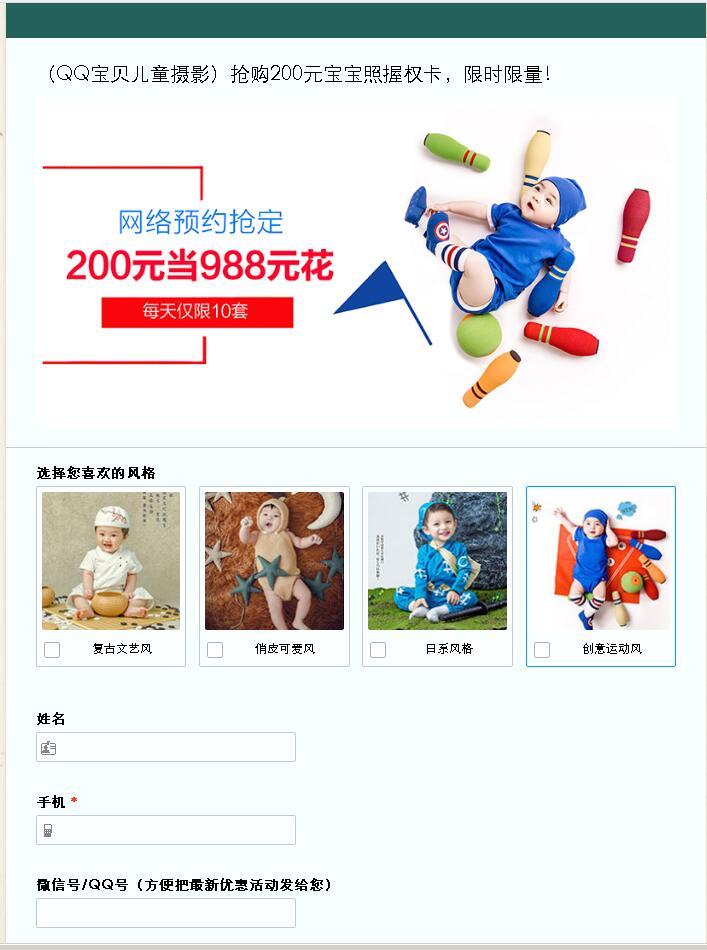 （QQ宝贝儿童摄影）抢购200元宝宝照握权卡，限时限量！
网络预约抢定
200元当988元花
每天仅限10套
选择您喜欢的风格
复古文艺风
俏皮可爱风
日系风格
创意运动风
姓名
手机 *
微信号/QQ号（方便把最新优惠活动发给您）